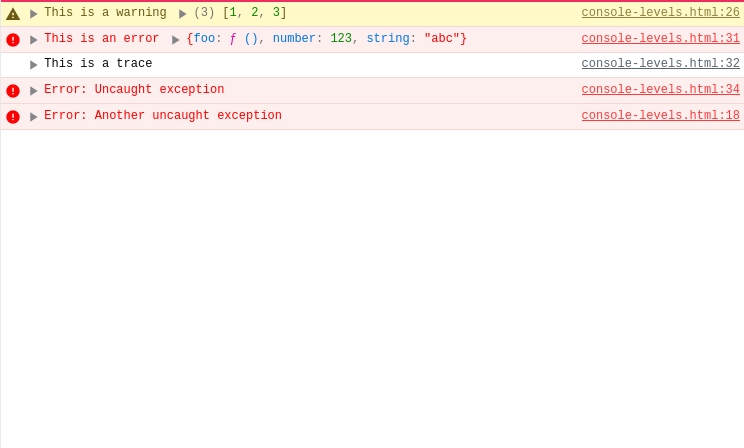 This is a warning (3) [1, 2, 3] console-levels.html:26
This is an error {foo: ƒ (), number: 123, string: "abc"} console-levels.html:31
This is a trace console-levels.html:32
Error: Uncaught exception console-levels.html:34
Error: Another uncaught exception console-levels.html:18